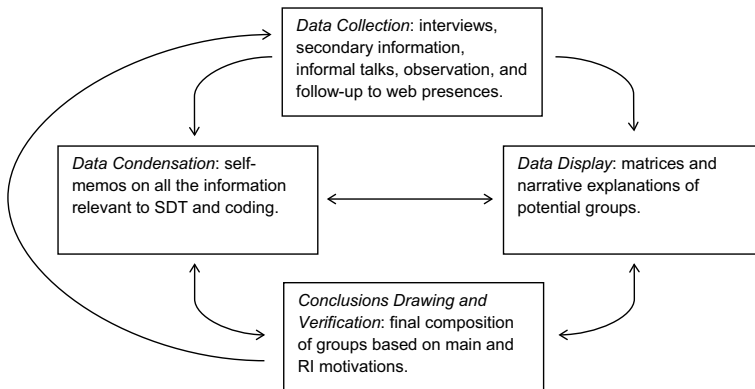 Data Collection: interviews,
secondary information,
informal talks, observation, and
follow-up to web presences.
Data Condensation: self-
memos on all the information
relevant to SDT and coding.
Data Display: matrices and
narrative explanations of
potential groups.
Conclusions Drawing and
Verification: final composition
of groups based on main and
RI motivations.